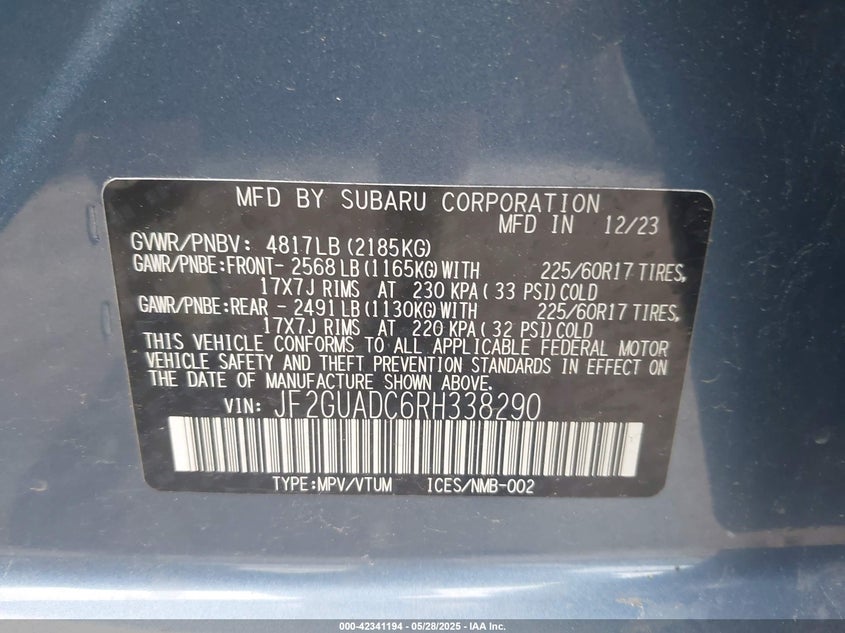 MFD BY SUBARU CORPORATION
MFD IN 12/23
GVWR/PNBV: 4817LB (2185KG)
GAWR/PNBE:FRONT- 2568LB (1165KG) WITH 225/60R17 TIRES,
17X7J RIMS AT 230 KPA ( 33 PSI) COLD
GAWR/PNBE:REAR - 2491LB (1130KG) WITH 225/60R17 TIRES,
17X7J RIMS AT 220 KPA ( 32 PSI) COLD
THIS VEHICLE CONFORMS TO ALL APPLICABLE FEDERAL MOTOR
VEHICLE SAFETY AND THEFT PREVENTION STANDARDS IN EFFECT ON
THE DATE OF MANUFACTURE SHOWN ABOVE.
VIN: JF2GUADC6RH338290
TYPE:MPV/VTUM ICES/NMB-002
000-42341194 - 05/28/2025 - IAA Inc.